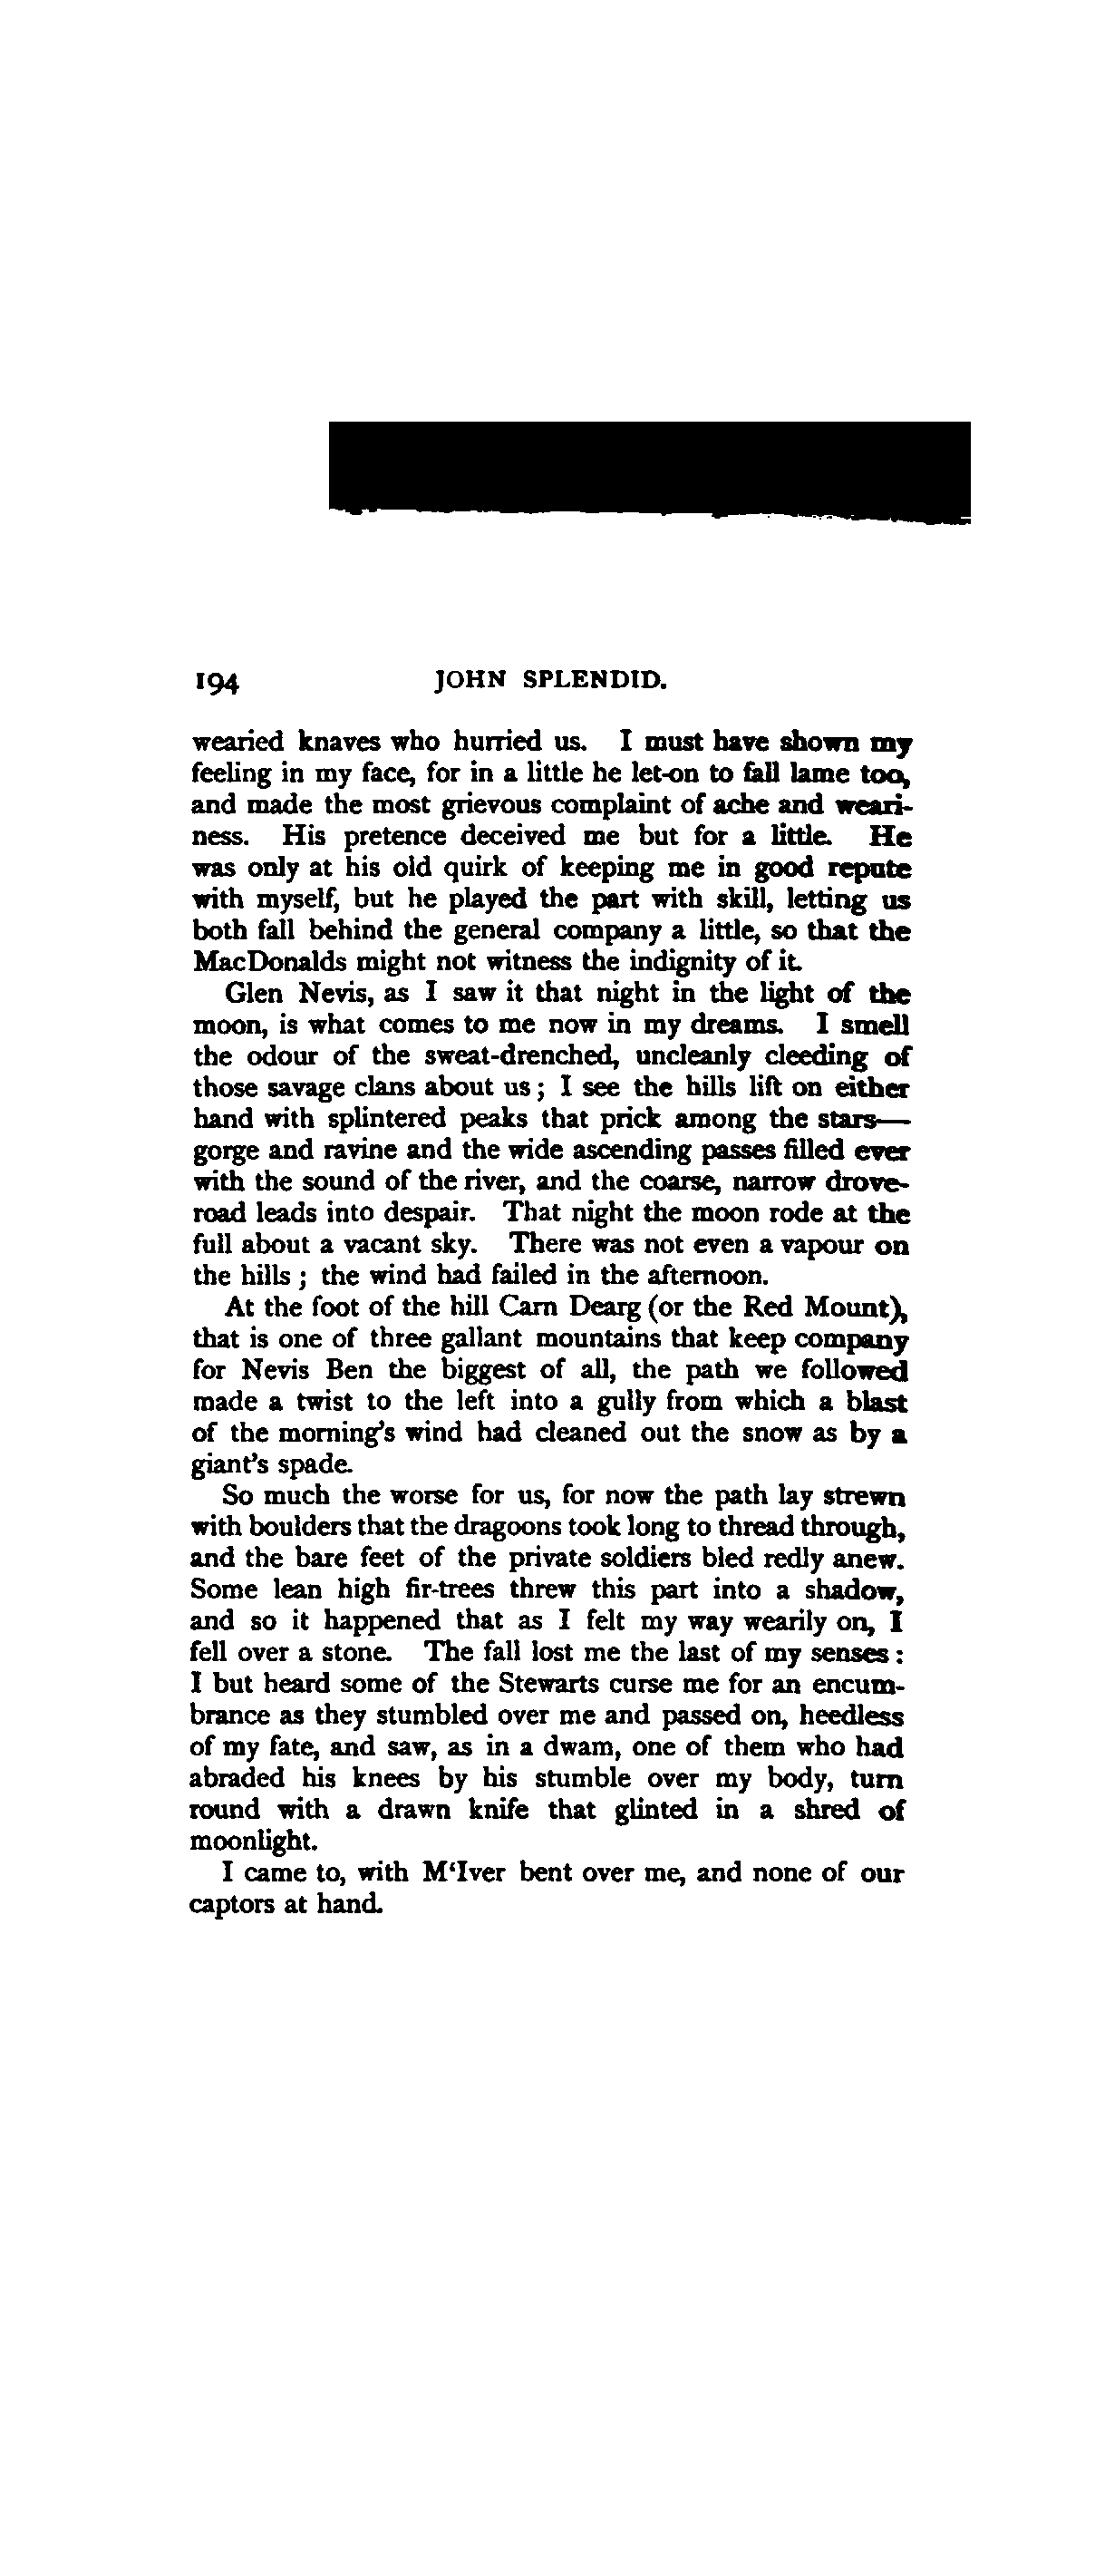 194 JOHN SPLENDID.
wearied knaves who hurried us. I must have shown my
feeling in my face, for in a little he let-on to fall lame too,
and made the most grievous complaint of ache and weari-
ness. His pretence deceived me but for a little. He
was only at his old quirk of keeping me in good repute
with myself, but he played the part with skill, letting us
both fall behind the general company a little, so that the
MacDonalds might not witness the indignity of it.
Glen Nevis, as I saw it that night in the light of the
moon, is what comes to me now in my dreams. I smell
the odour of the sweat-drenched, uncleanly cleeding of
those savage clans about us; I see the hills lift on either
hand with splintered peaks that prick among the stars—
gorge and ravine and the wide ascending passes filled ever
with the sound of the river, and the coarse, narrow drove-
road leads into despair. That night the moon rode at the
full about a vacant sky. There was not even a vapour on
the hills; the wind had failed in the afternoon.
At the foot of the hill Carn Dearg (or the Red Mount),
that is one of three gallant mountains that keep company
for Nevis Ben the biggest of all, the path we followed
made a twist to the left into a gully from which a blast
of the morning's wind had cleaned out the snow as by a
giant's spade.
So much the worse for us, for now the path lay strewn
with boulders that the dragoons took long to thread through,
and the bare feet of the private soldiers bled redly anew.
Some lean high fir-trees threw this part into a shadow,
and so it happened that as I felt my way wearily on, I
fell over a stone. The fall lost me the last of my senses:
I but heard some of the Stewarts curse me for an encum-
brance as they stumbled over me and passed on, heedless
of my fate, and saw, as in a dwam, one of them who had
abraded his knees by his stumble over my body, turn
round with a drawn knife that glinted in a shred of
moonlight.
I came to, with M‘Iver bent over me, and none of our
captors at hand.